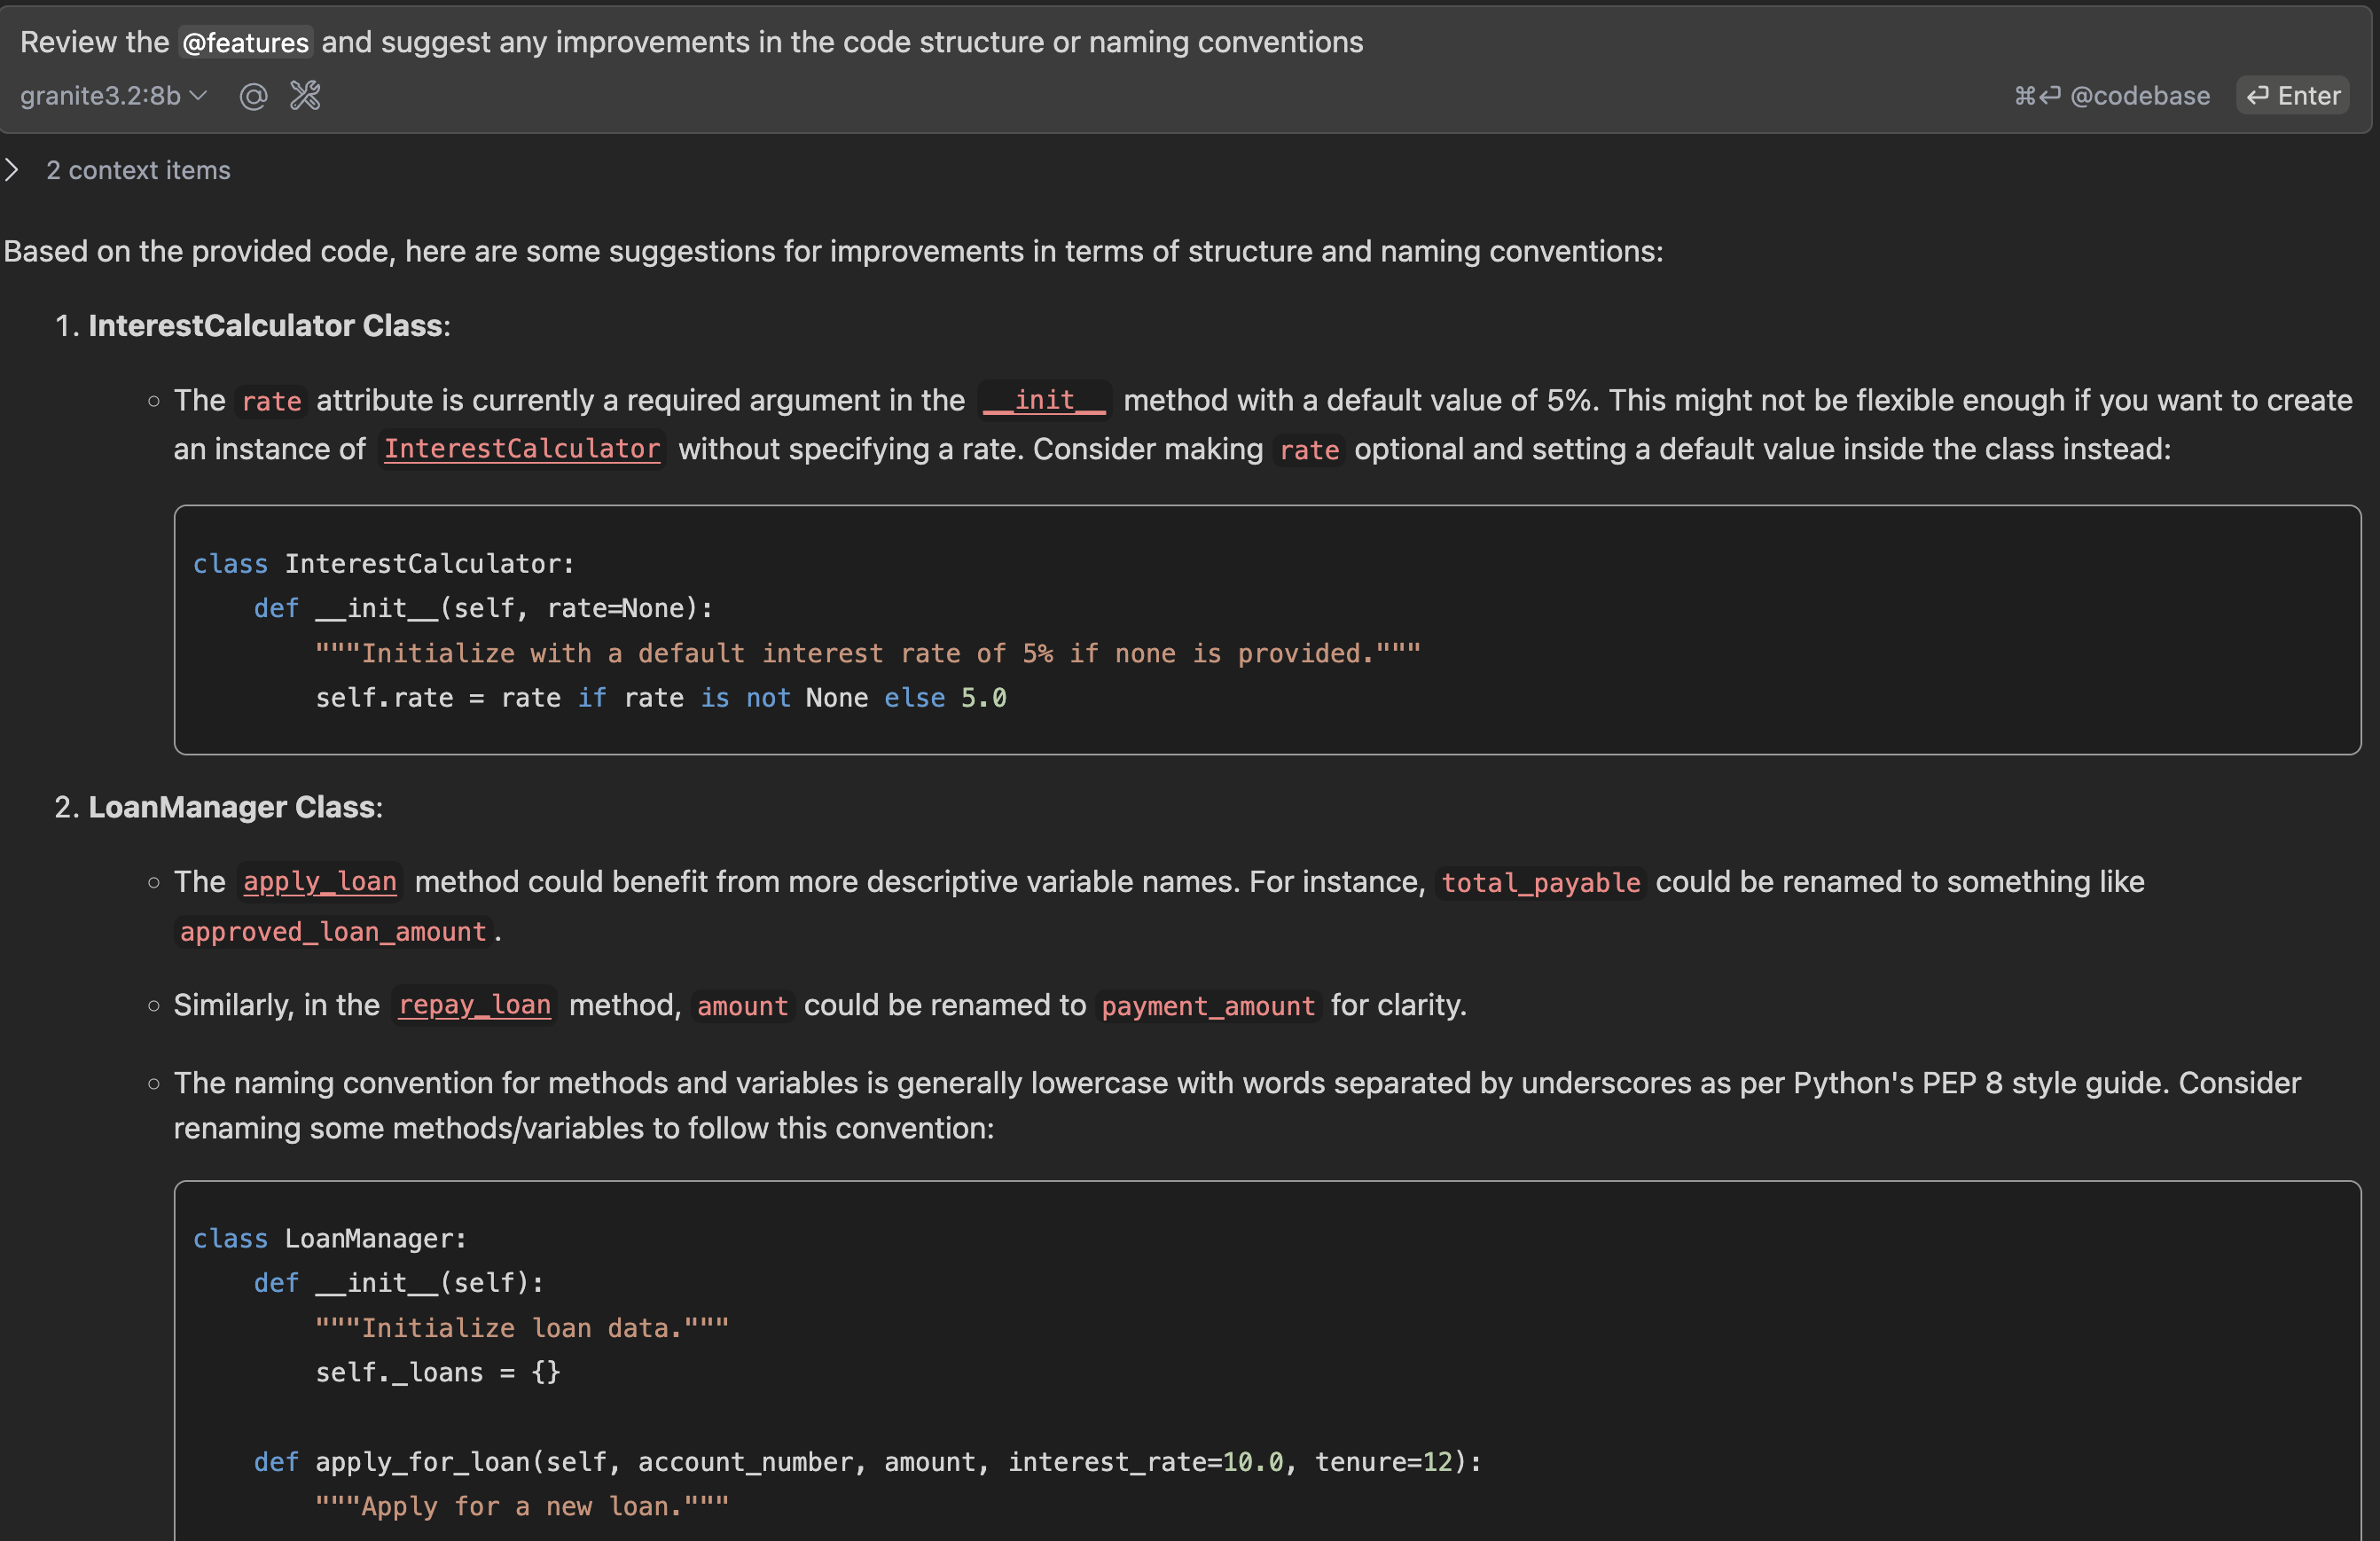 Review the @features and suggest any improvements in the code structure or naming conventions
granite3.2:8b @ ⌘⏎ @codebase ⏎ Enter
2 context items
Based on the provided code, here are some suggestions for improvements in terms of structure and naming conventions:
1. InterestCalculator Class:
○ The rate attribute is currently a required argument in the __init__ method with a default value of 5%. This might not be flexible enough if you want to create
an instance of InterestCalculator without specifying a rate. Consider making rate optional and setting a default value inside the class instead:
class InterestCalculator:
    def __init__(self, rate=None):
        """Initialize with a default interest rate of 5% if none is provided."""
        self.rate = rate if rate is not None else 5.0
2. LoanManager Class:
○ The apply_loan method could benefit from more descriptive variable names. For instance, total_payable could be renamed to something like
approved_loan_amount.
○ Similarly, in the repay_loan method, amount could be renamed to payment_amount for clarity.
○ The naming convention for methods and variables is generally lowercase with words separated by underscores as per Python's PEP 8 style guide. Consider
renaming some methods/variables to follow this convention:
class LoanManager:
    def __init__(self):
        """Initialize loan data."""
        self._loans = {}
    def apply_for_loan(self, account_number, amount, interest_rate=10.0, tenure=12):
        """Apply for a new loan."""